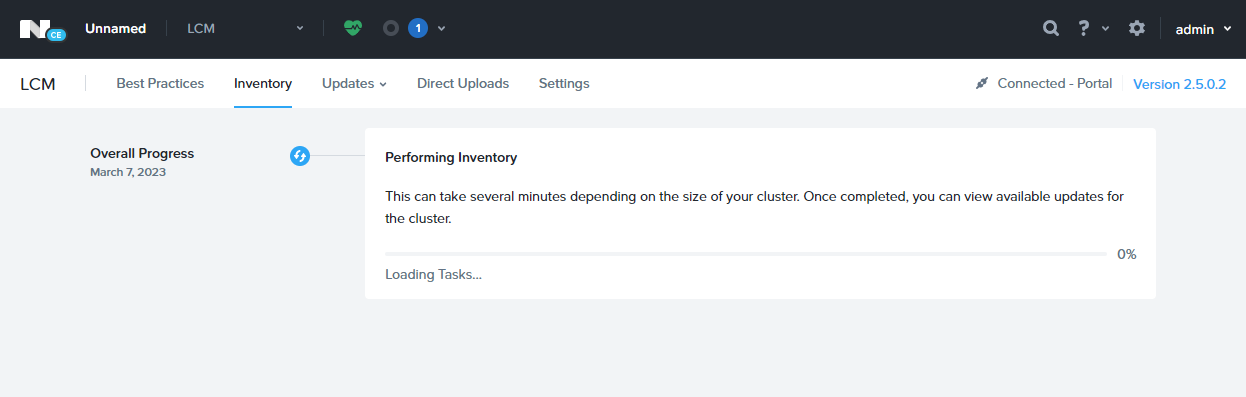 N CE Unnamed LCM 1 ? admin
LCM Best Practices Inventory Updates Direct Uploads Settings Connected - Portal Version 2.5.0.2
Overall Progress
March 7, 2023
Performing Inventory
This can take several minutes depending on the size of your cluster. Once completed, you can view available updates for
the cluster.
0%
Loading Tasks...